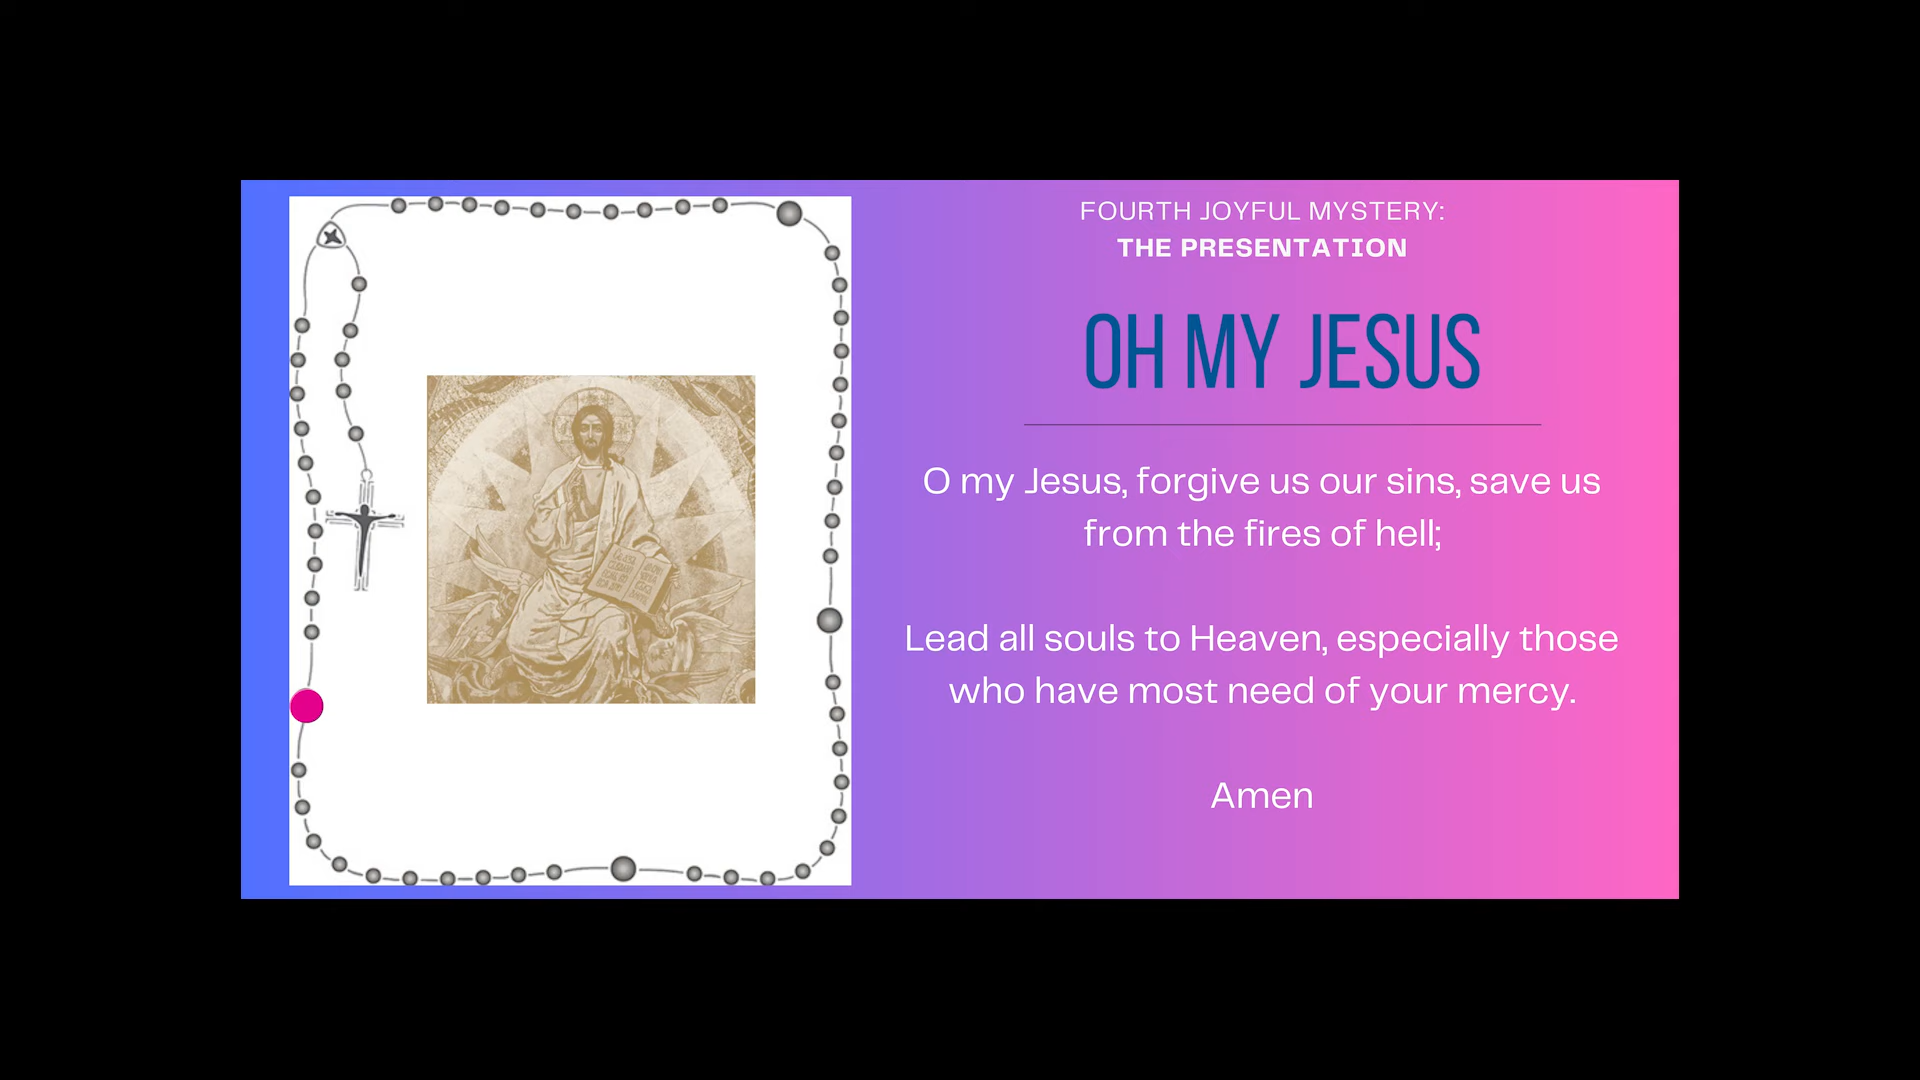 FOURTH JOYFUL MYSTERY:
THE PRESENTATION
OH MY JESUS
O my Jesus, forgive us our sins, save us
from the fires of hell;
Lead all souls to Heaven, especially those
who have most need of your mercy.
Amen